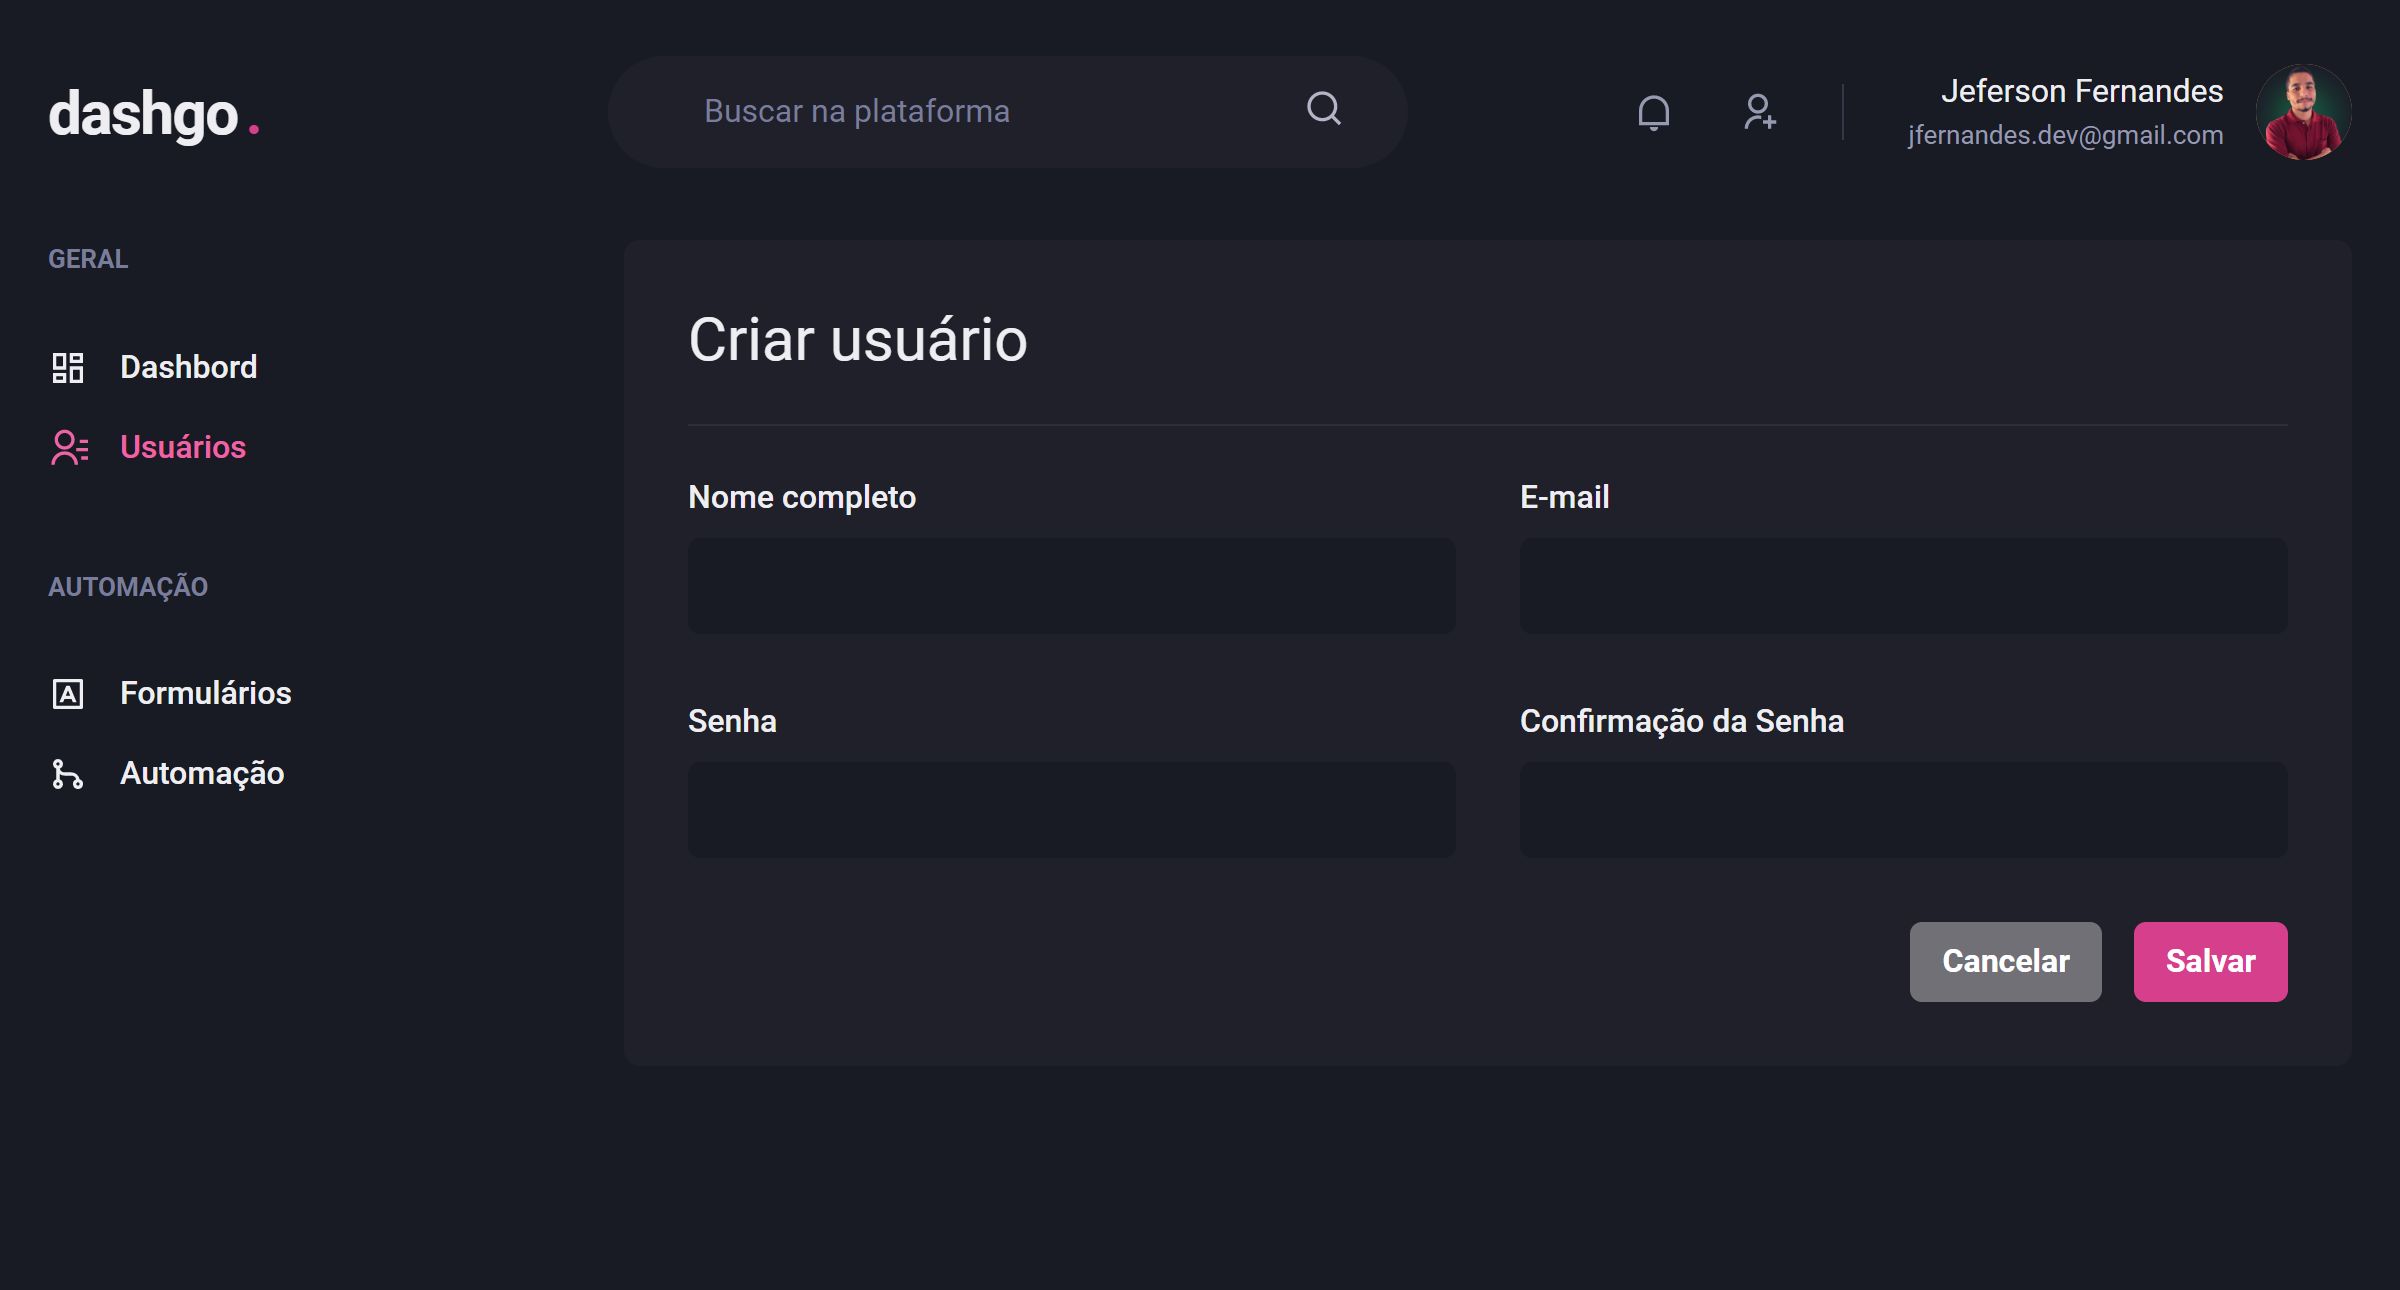 dashgo.
Buscar na plataforma
Jeferson Fernandes
jfernandes.dev@gmail.com
GERAL
Dashbord
Usuários
AUTOMAÇÃO
Formulários
Automação
Criar usuário
Nome completo
E-mail
Senha
Confirmação da Senha
Cancelar
Salvar